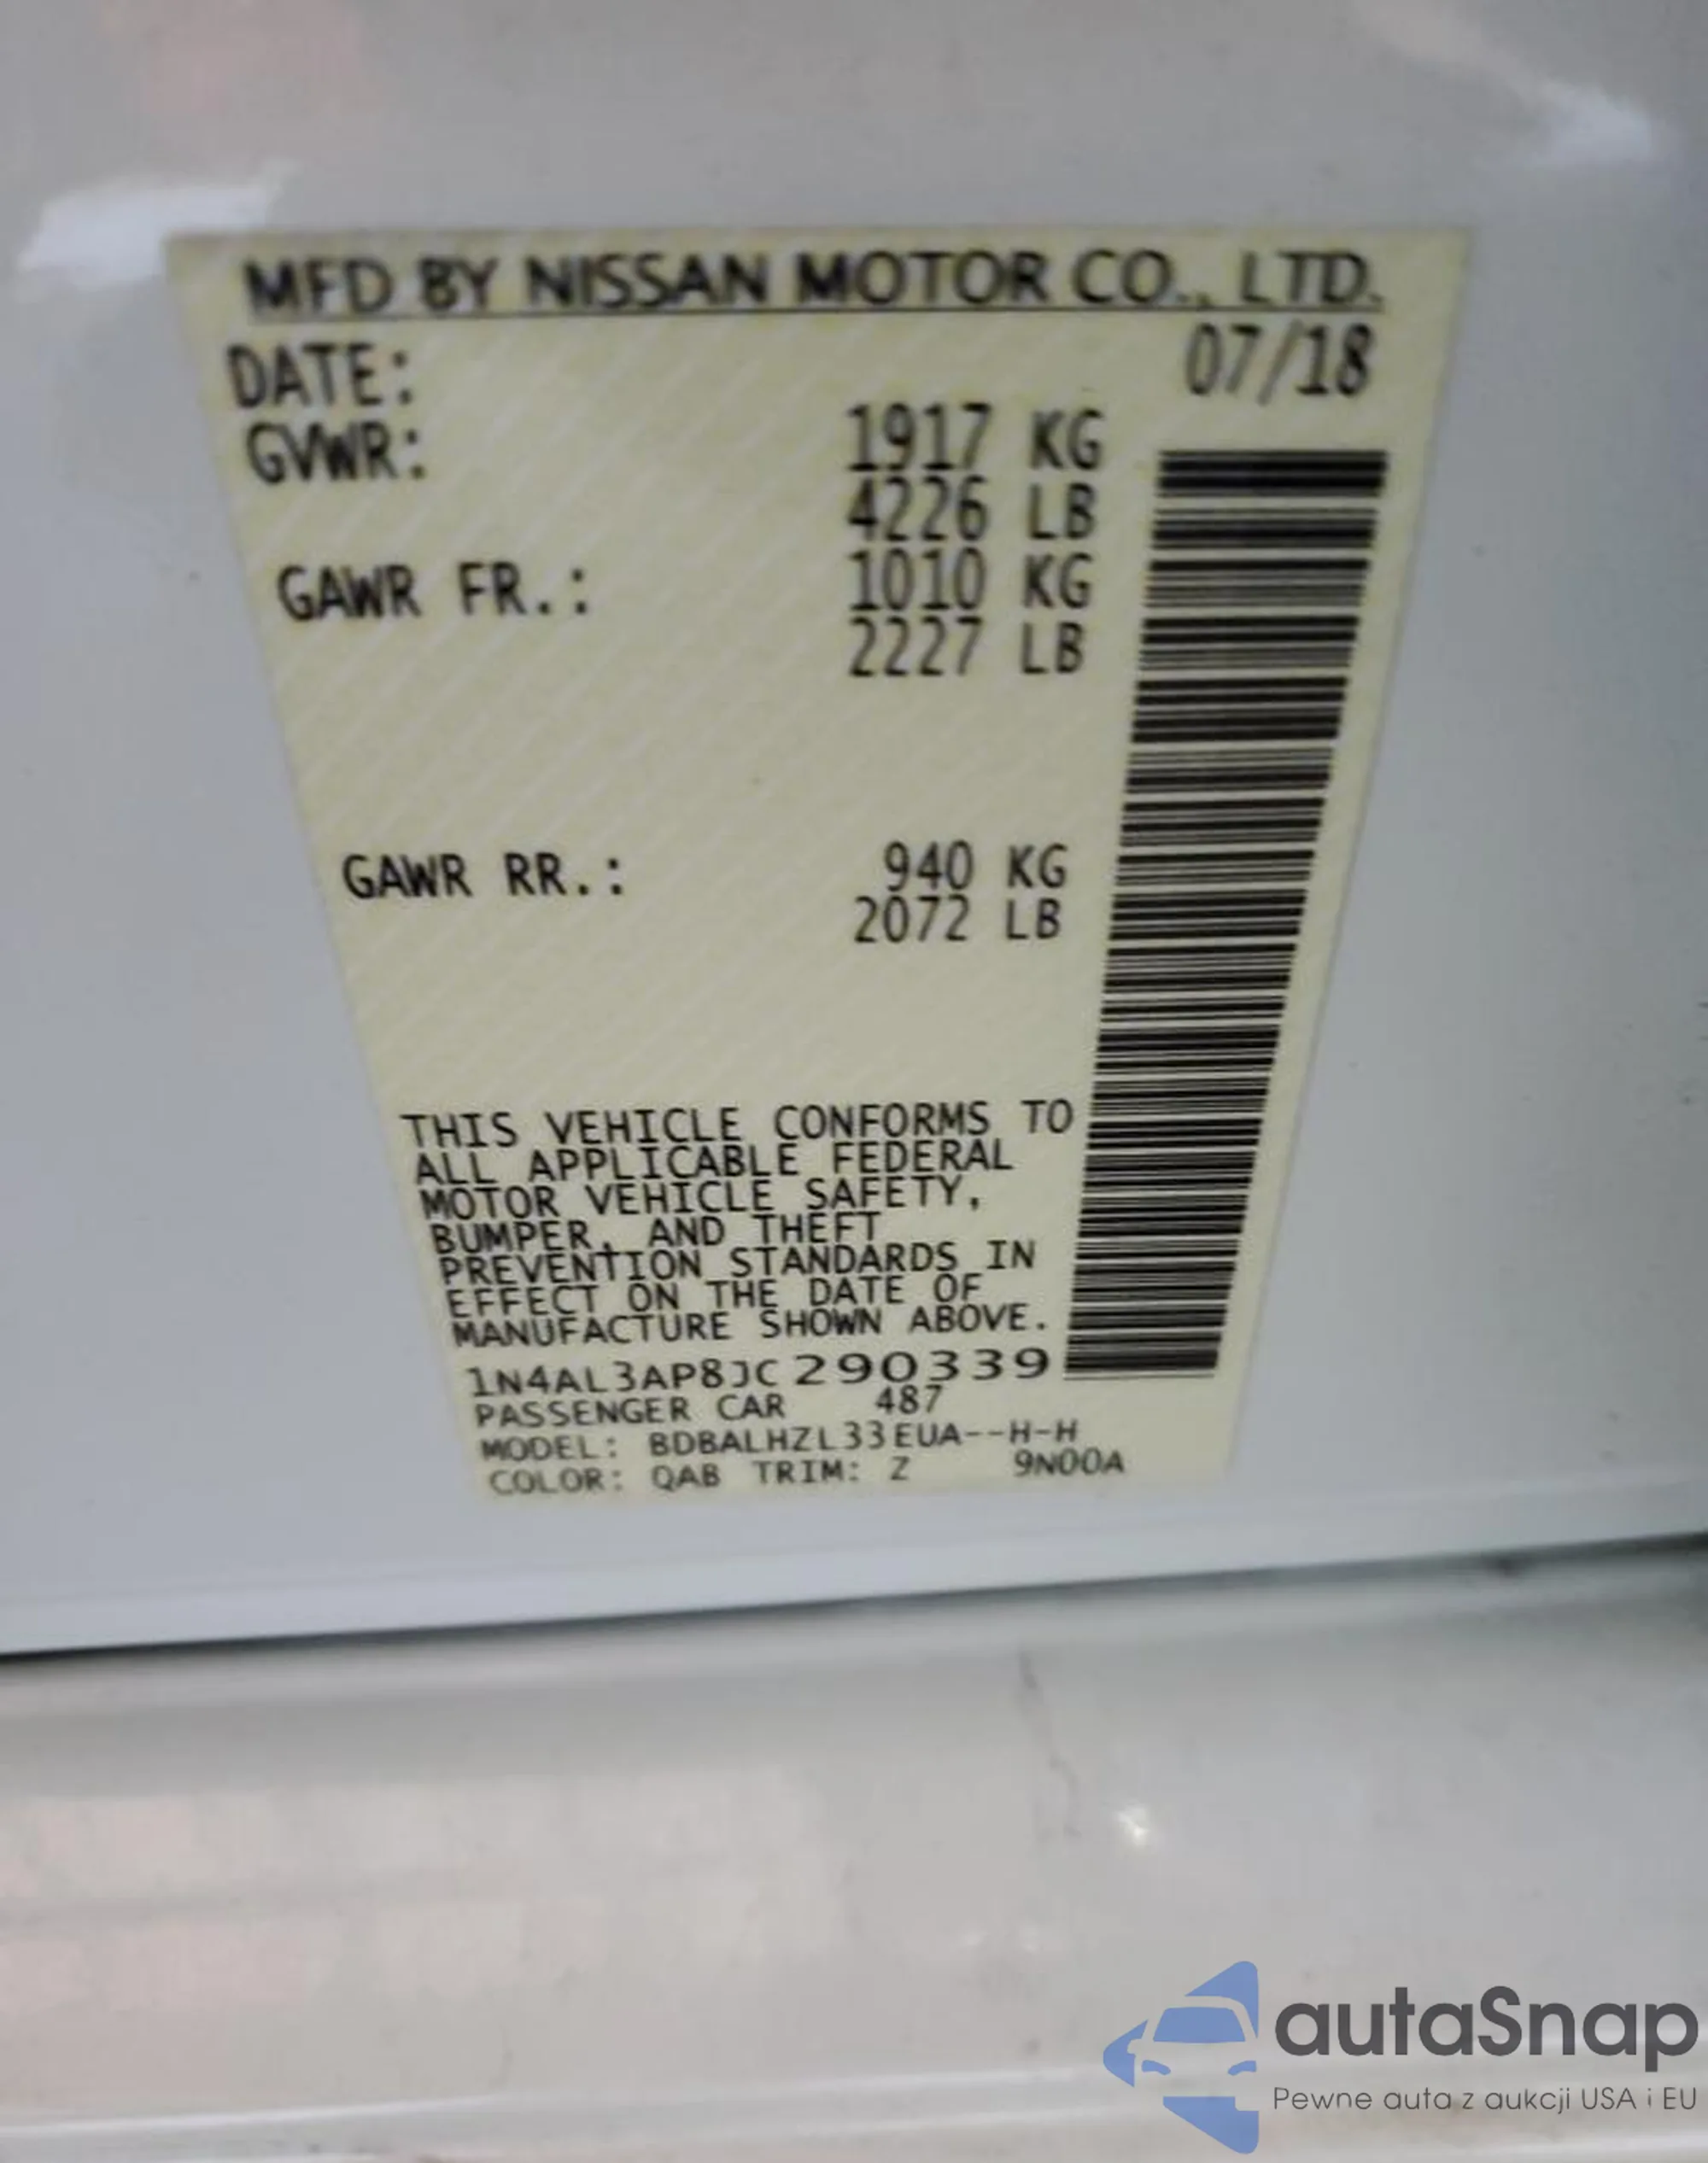 MFD BY NISSAN MOTOR CO., LTD.
DATE: 07/18
GVWR: 1917 KG
4226 LB
GAWR FR.: 1010 KG
2227 LB
GAWR RR.: 940 KG
2072 LB
THIS VEHICLE CONFORMS TO
ALL APPLICABLE FEDERAL
MOTOR VEHICLE SAFETY,
BUMPER, AND THEFT
PREVENTION STANDARDS IN
EFFECT ON THE DATE OF
MANUFACTURE SHOWN ABOVE.
1N4AL3AP8JC290339
PASSENGER CAR 487
MODEL: BDBALHZL33EUA--H-H
COLOR: QAB TRIM: Z 9N00A
autaSnap
Pewne auta z aukcji USA i EU